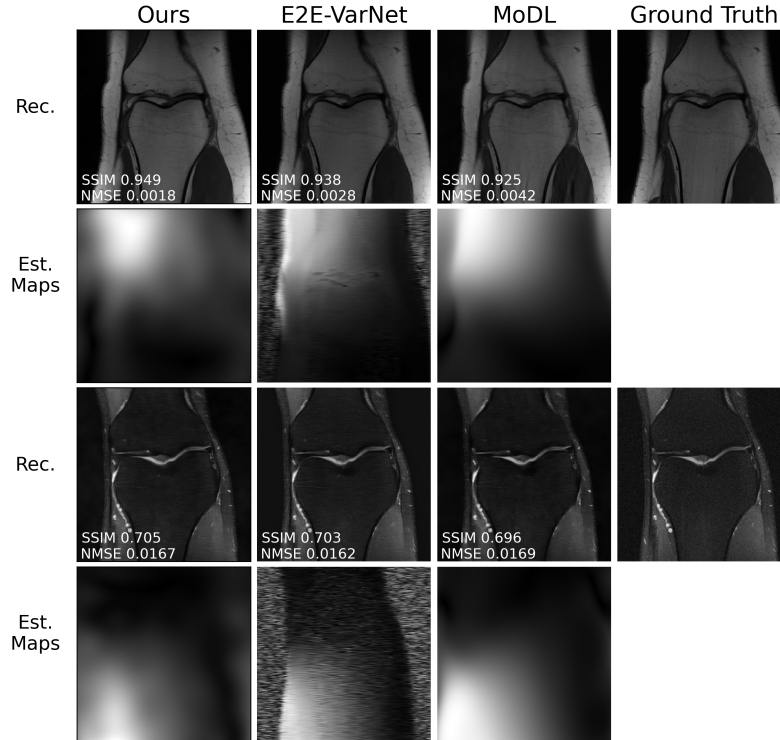 Ours E2E-VarNet MoDL Ground Truth
Rec.
SSIM 0.949 SSIM 0.938 SSIM 0.925
NMSE 0.0018 NMSE 0.0028 NMSE 0.0042
Est.
Maps
Rec.
SSIM 0.705 SSIM 0.703 SSIM 0.696
NMSE 0.0167 NMSE 0.0162 NMSE 0.0169
Est.
Maps